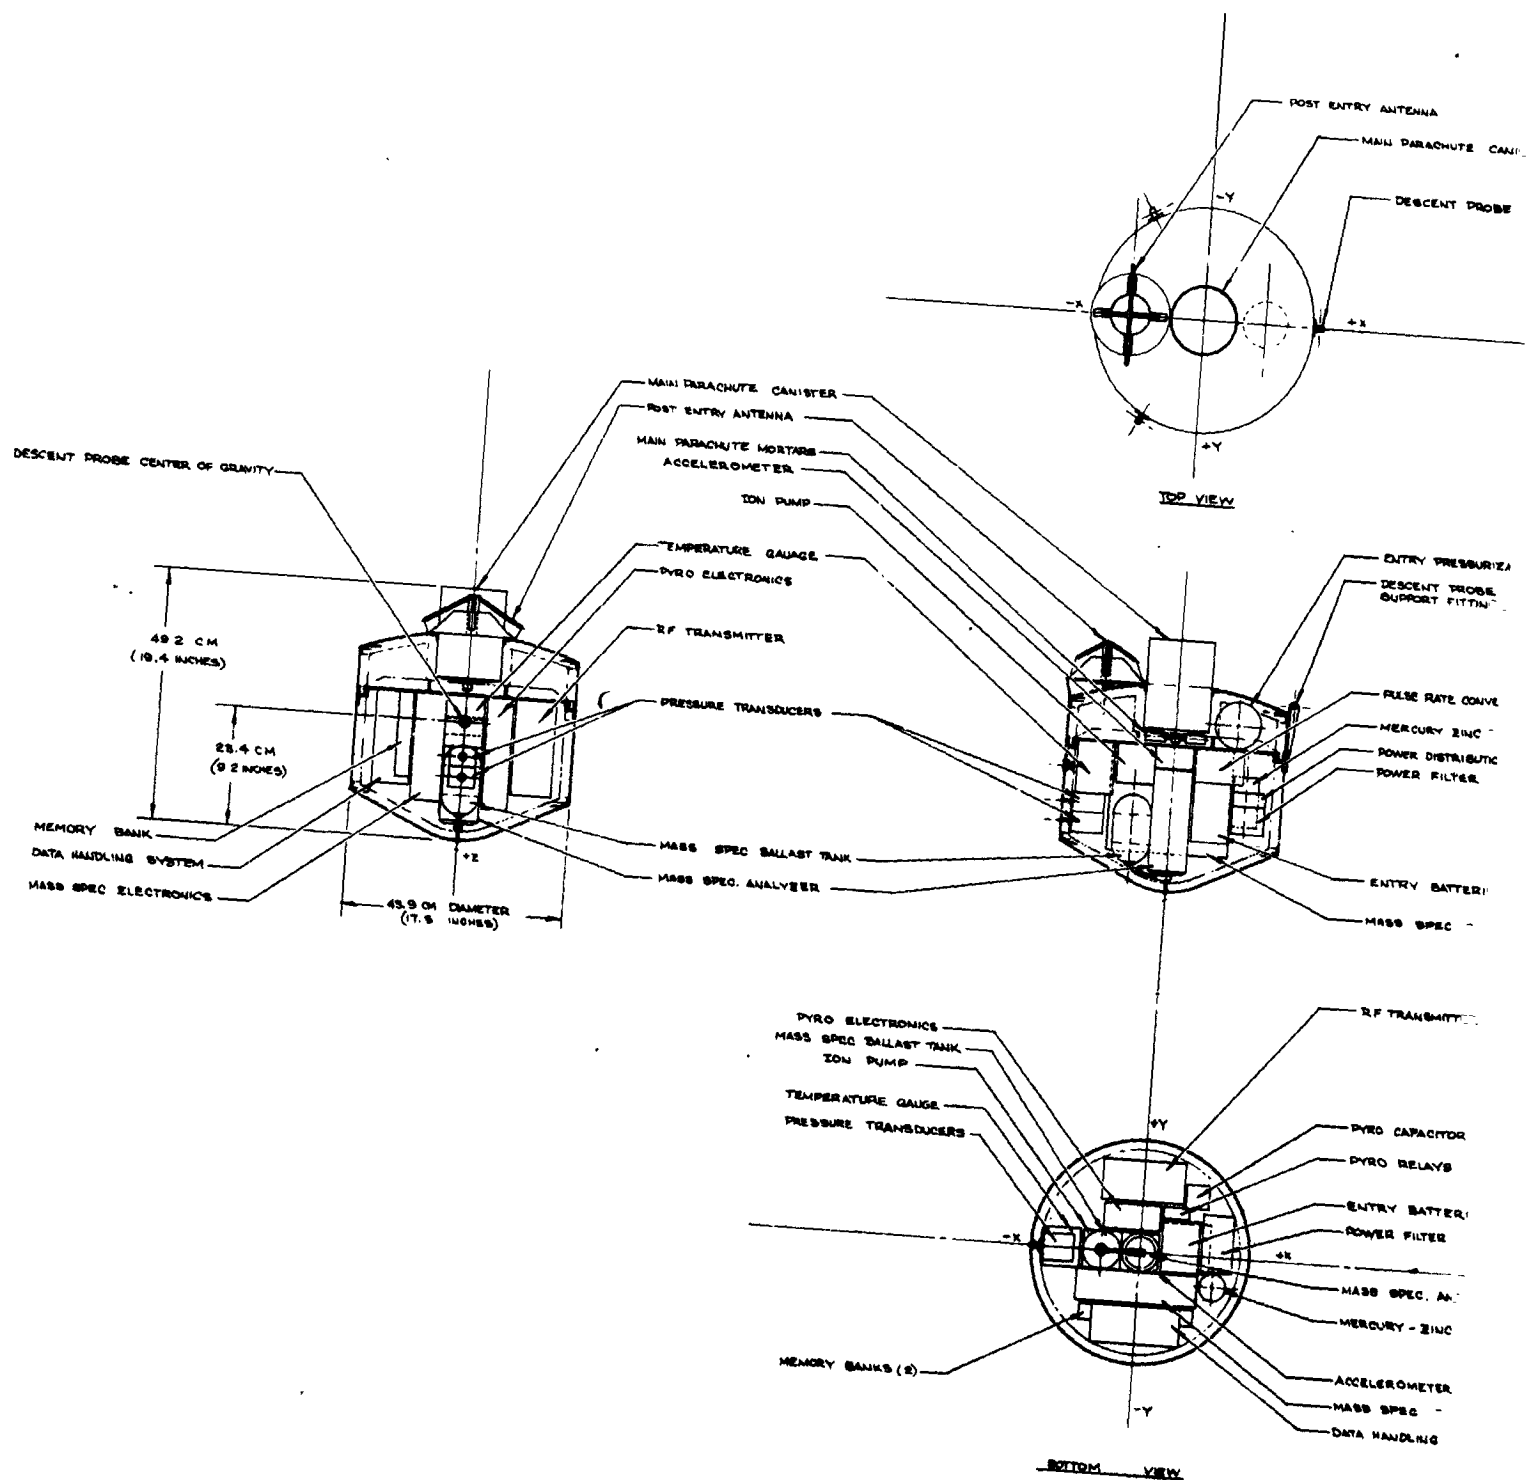 POST ENTRY ANTENNA
MAIN PARACHUTE CANI
DESCENT PROBE
-Y
-X
+X
+Y
TOP VIEW
MAIN PARACHUTE CANISTER
POST ENTRY ANTENNA
MAIN PARACHUTE MORTARS
ACCELEROMETER
ION PUMP
TEMPERATURE GAUAGE
PYRO ELECTRONICS
RF TRANSMITTER
PRESSURE TRANSDUCERS
MASS SPEC BALLAST TANK
MASS SPEC. ANALYZER
DESCENT PROBE CENTER OF GRAVITY
49.2 CM
(19.4 INCHES)
23.4 CM
(9.2 INCHES)
MEMORY BANK
DATA HANDLING SYSTEM
MASS SPEC ELECTRONICS
+Z
43.9 CM DIAMETER
(17.3 INCHES)
ENTRY PRESSURIZA
DESCENT PROBE
SUPPORT FITTIN
PULSE RATE CONVE
MERCURY ZINC
POWER DISTRIBUTIO
POWER FILTER
ENTRY BATTERI
MASS SPEC
PYRO ELECTRONICS
MASS SPEC BALLAST TANK
ION PUMP
TEMPERATURE GAUGE
PRESSURE TRANSDUCERS
MEMORY BANKS (2)
RF TRANSMITT
+Y
PYRO CAPACITOR
PYRO RELAYS
ENTRY BATTERI
POWER FILTER
-X
+X
MASS SPEC. AN
MERCURY - ZINC
ACCELEROMETER
MASS SPEC
DATA HANDLING
-Y
BOTTOM VIEW